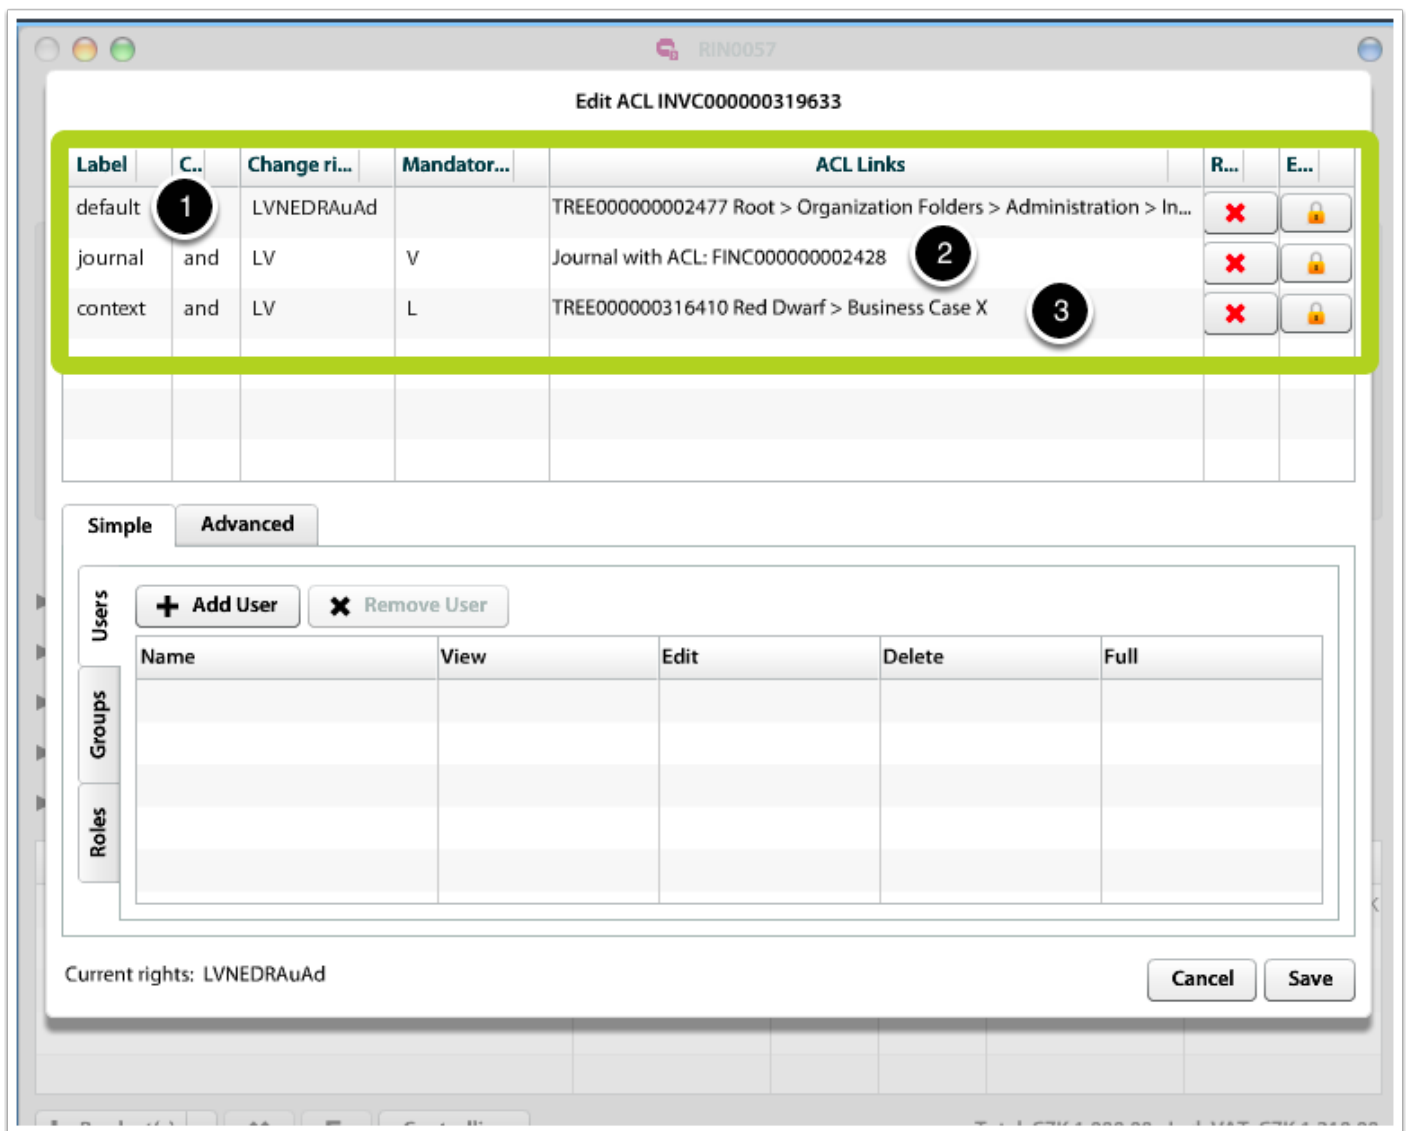 RIN0057
Edit ACL INVC000000319633
Label C.. Change ri... Mandator... ACL Links R... E...
default 1 LVNEDRAuAd TREE000000002477 Root > Organization Folders > Administration > In...
journal and LV V Journal with ACL: FINC000000002428 2
context and LV L TREE000000316410 Red Dwarf > Business Case X 3
Simple Advanced
Users
Groups
Roles
Add User Remove User
Name View Edit Delete Full
Current rights: LVNEDRAuAd
Cancel Save